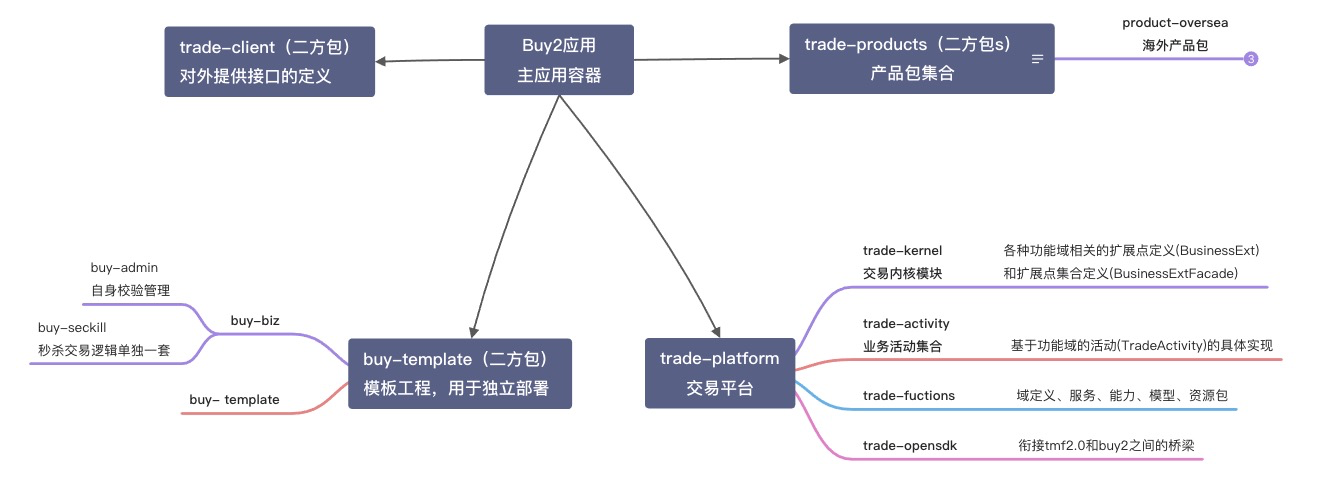 trade-client（二方包）
对外提供接口的定义
Buy2应用
主应用容器
trade-products（二方包s）
产品包集合
product-oversea
海外产品包
3
buy-admin
自身校验管理
buy-seckill
秒杀交易逻辑单独一套
buy-biz
buy- template
buy-template（二方包）
模板工程，用于独立部署
trade-platform
交易平台
trade-kernel
交易内核模块
各种功能域相关的扩展点定义(BusinessExt)
和扩展点集合定义(BusinessExtFacade)
trade-activity
业务活动集合
基于功能域的活动(TradeActivity)的具体实现
trade-fuctions
域定义、服务、能力、模型、资源包
trade-opensdk
衔接tmf2.0和buy2之间的桥梁